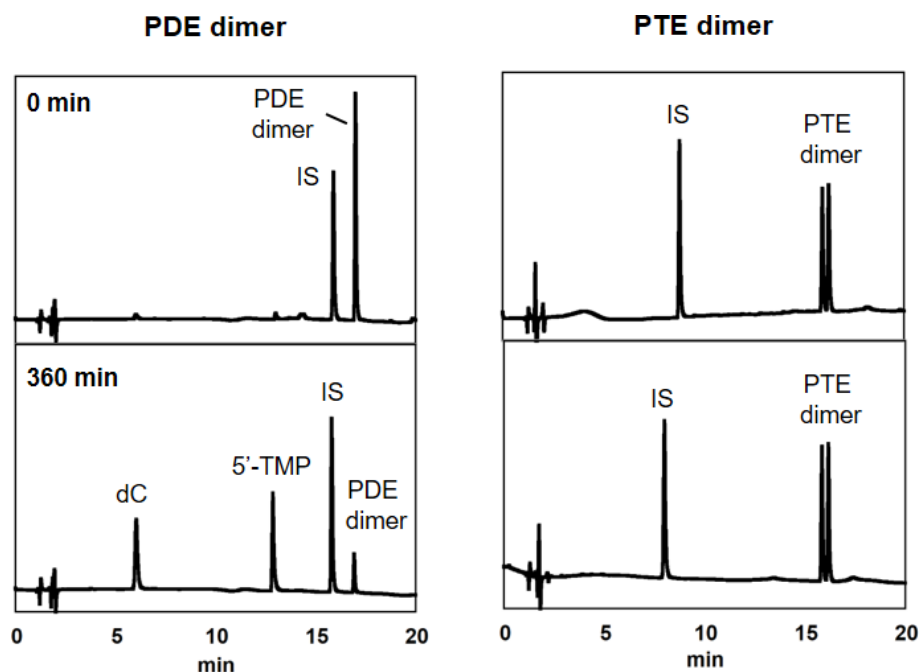 PDE dimer
PTE dimer
0 min
PDE
dimer
IS
IS
PTE
dimer
360 min
dC
5'-TMP
IS
PDE
dimer
IS
PTE
dimer
0 5 10 15 20
min
0 5 10 15 20
min